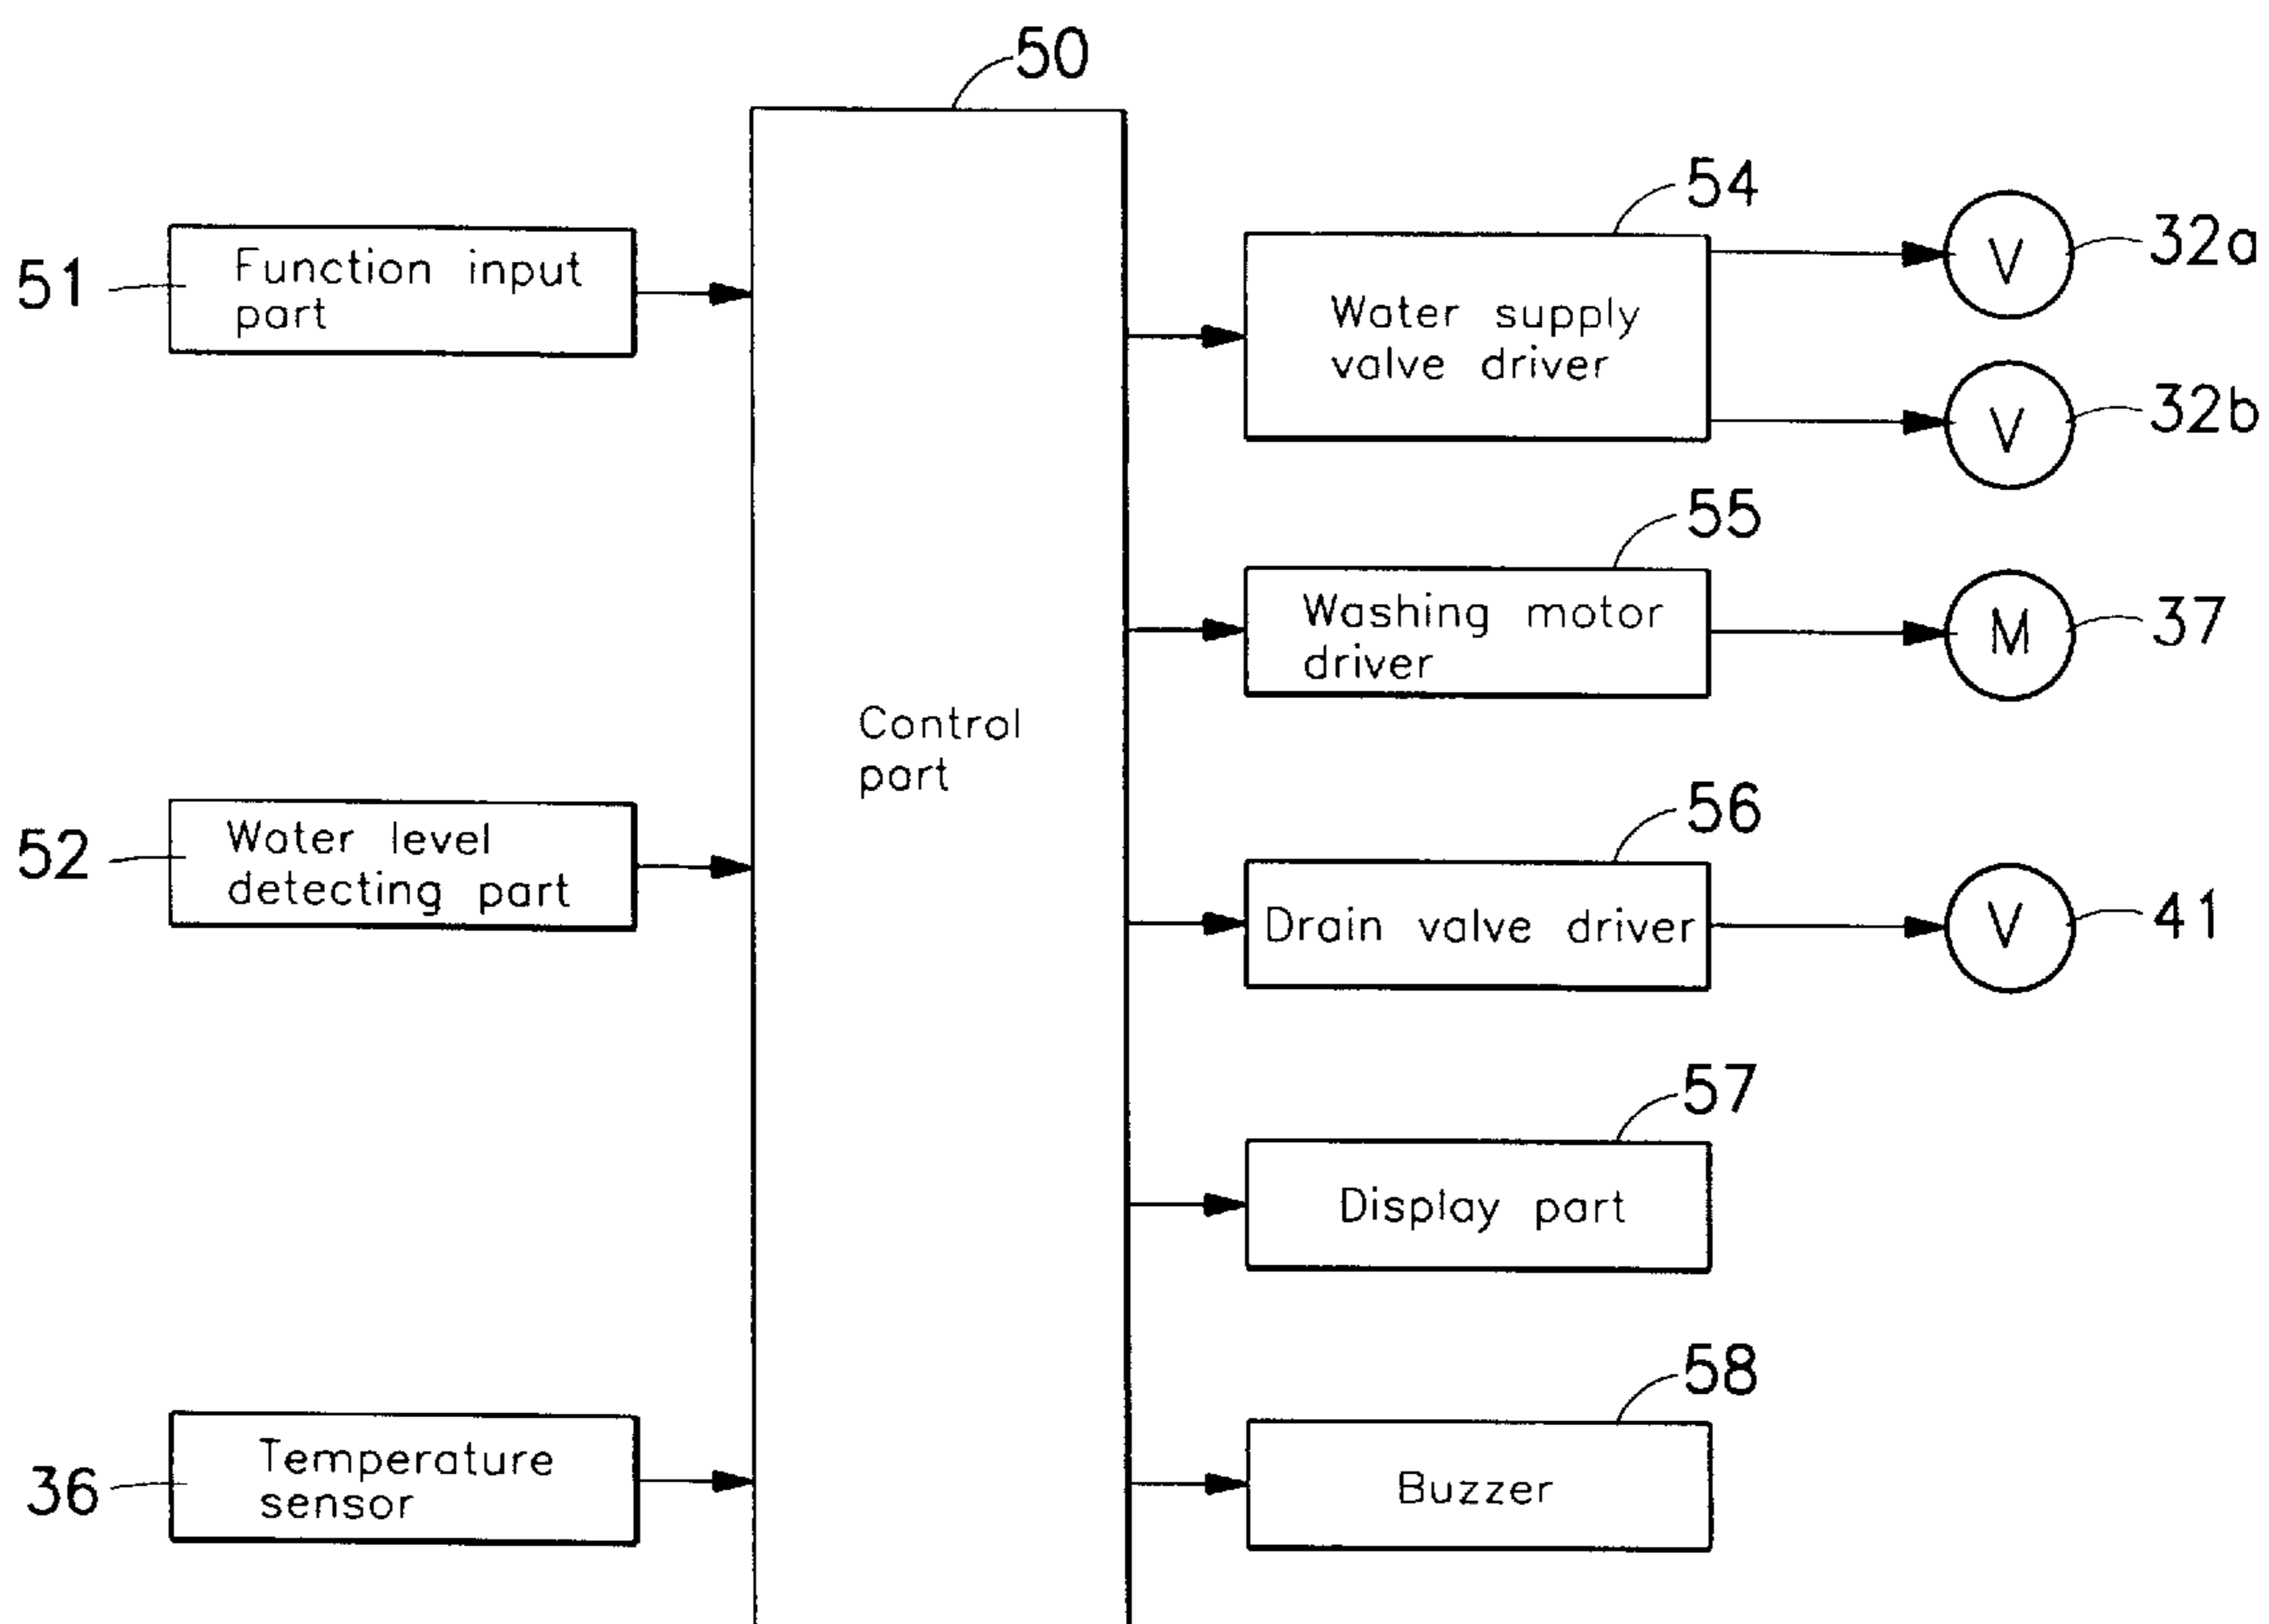 50
51
Function input
part
52
Water level
detecting part
36
Temperature
sensor
Control
part
54
Water supply
valve driver
V
32a
V
32b
55
Washing motor
driver
M
37
56
Drain valve driver
V
41
57
Display part
58
Buzzer